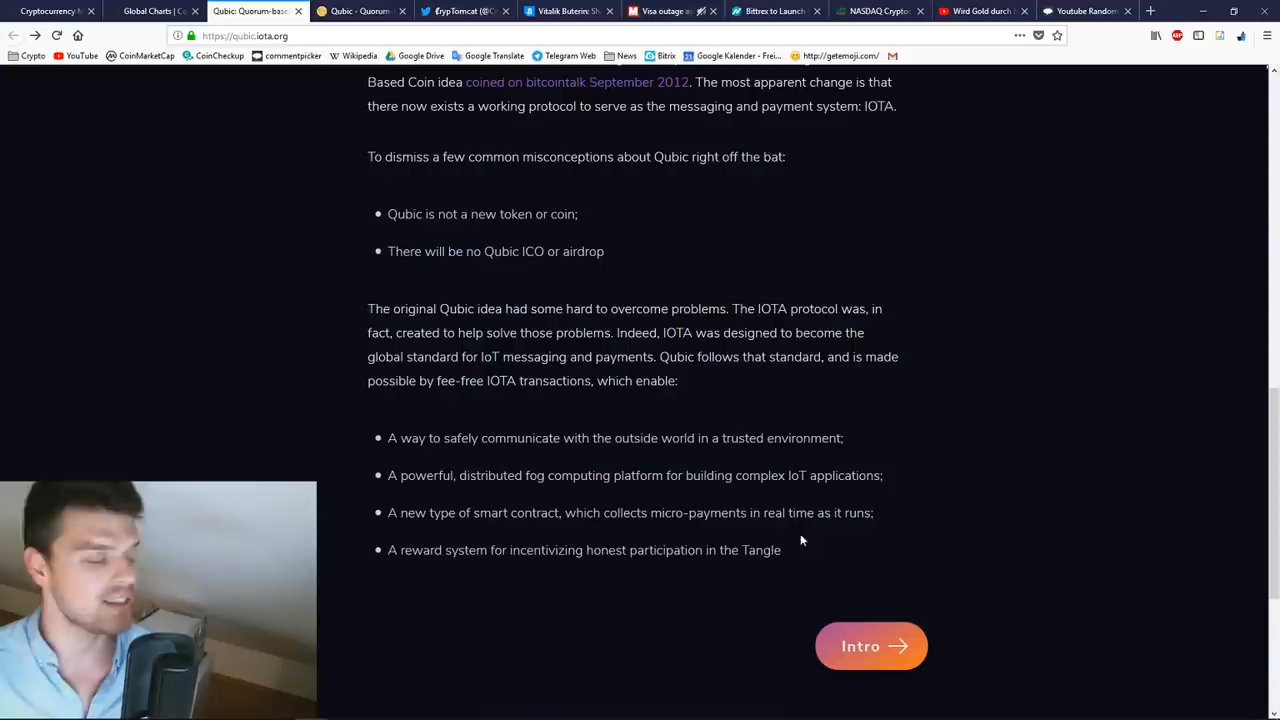 Cryptocurrency M
Global Charts | Co
Qubic: Quorum-base
Qubic - Quorum
CrypTomcat (@C
Vitalik Buterin: Sh
Visa outage as
Bittrex to Launch
NASDAQ Cryptoc
Wird Gold durch B
Youtube Random
https://qubic.iota.org
Crypto
YouTube
CoinMarketCap
CoinCheckup
commentpicker
Wikipedia
Google Drive
Google Translate
Telegram Web
News
Bitrix
Google Kalender - Frei...
http://getemoji.com/
Based Coin idea coined on bitcointalk September 2012. The most apparent change is that
there now exists a working protocol to serve as the messaging and payment system: IOTA.
To dismiss a few common misconceptions about Qubic right off the bat:
Qubic is not a new token or coin;
There will be no Qubic ICO or airdrop
The original Qubic idea had some hard to overcome problems. The IOTA protocol was, in
fact, created to help solve those problems. Indeed, IOTA was designed to become the
global standard for IoT messaging and payments. Qubic follows that standard, and is made
possible by fee-free IOTA transactions, which enable:
A way to safely communicate with the outside world in a trusted environment;
A powerful, distributed fog computing platform for building complex IoT applications;
A new type of smart contract, which collects micro-payments in real time as it runs;
A reward system for incentivizing honest participation in the Tangle
Intro